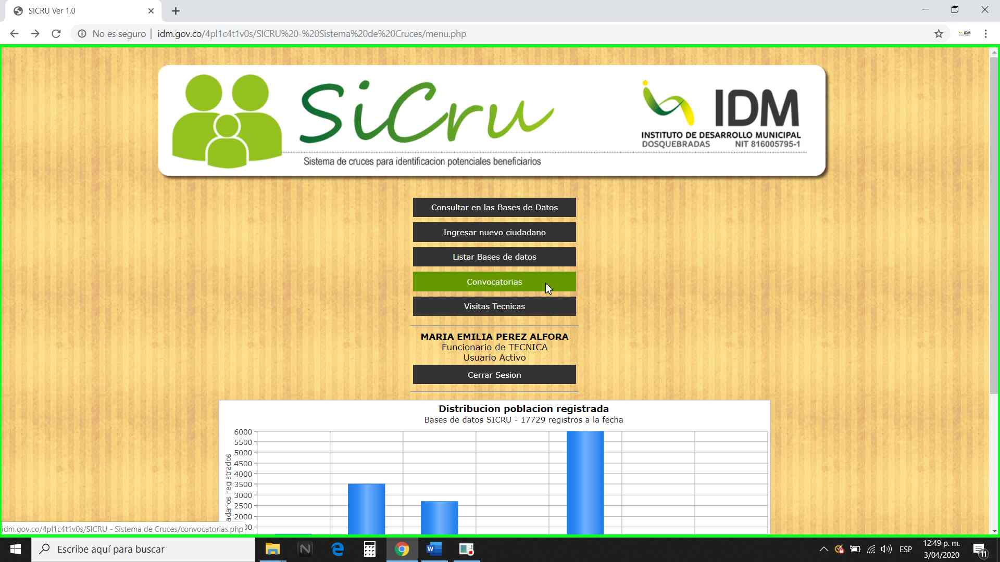 SICRU Ver 1.0
No es seguro | idm.gov.co/4pl1c4t1v0s/SICRU%20-%20Sistema%20de%20Cruces/menu.php
IDM
SiCru
IDM
INSTITUTO DE DESARROLLO MUNICIPAL
DOSQUEBRADAS NIT 816005795-1
Sistema de cruces para identificacion potenciales beneficiarios
Consultar en las Bases de Datos
Ingresar nuevo ciudadano
Listar Bases de datos
Convocatorias
Visitas Tecnicas
MARIA EMILIA PEREZ ALFORA
Funcionario de TECNICA
Usuario Activo
Cerrar Sesion
Distribucion poblacion registrada
Bases de datos SICRU - 17729 registros a la fecha
6000
5500
5000
4500
4000
3500
3000
2500
2000
registrados
idm.gov.co/4pl1c4t1v0s/SICRU - Sistema de Cruces/convocatorias.php
Escribe aquí para buscar
ESP
12:49 p. m.
3/04/2020
11